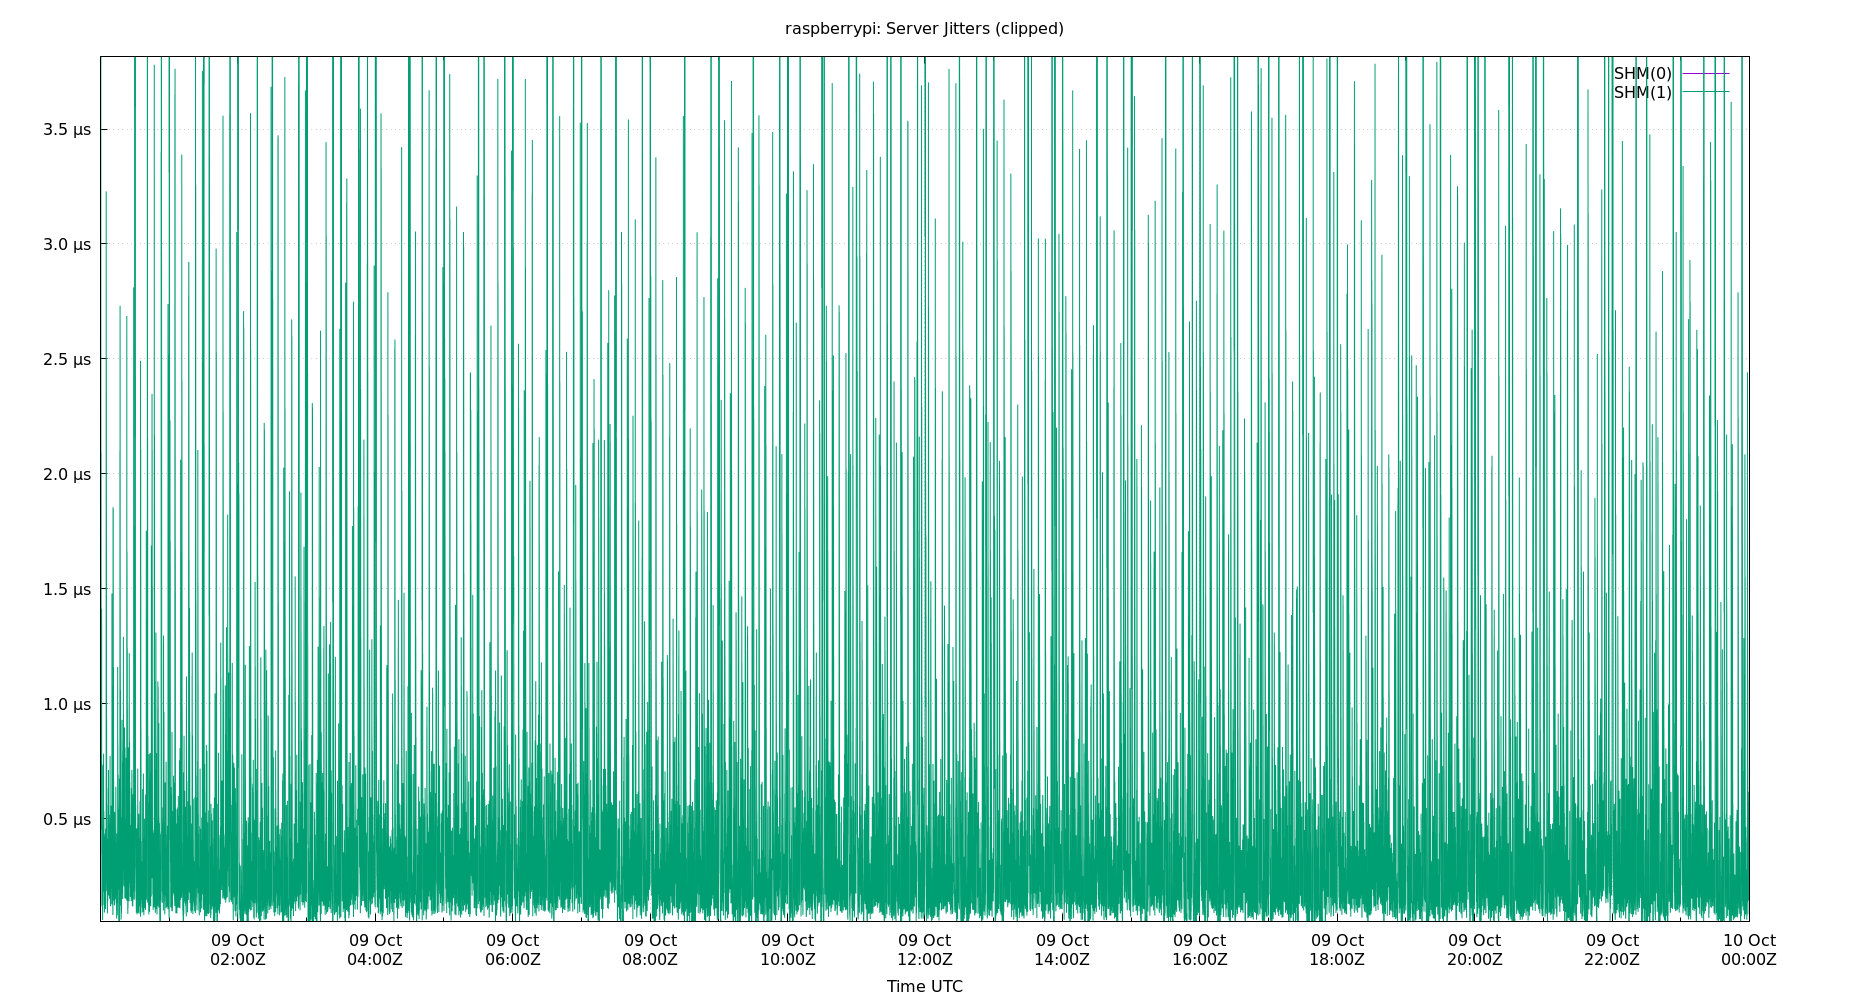 raspberrypi: Server Jitters (clipped)
SHM(0)
SHM(1)
3.5 µs
3.0 µs
2.5 µs
2.0 µs
1.5 µs
1.0 µs
0.5 µs
09 Oct 09 Oct 09 Oct 09 Oct 09 Oct 09 Oct 09 Oct 09 Oct 09 Oct 09 Oct 09 Oct 10 Oct
02:00Z 04:00Z 06:00Z 08:00Z 10:00Z 12:00Z 14:00Z 16:00Z 18:00Z 20:00Z 22:00Z 00:00Z
Time UTC